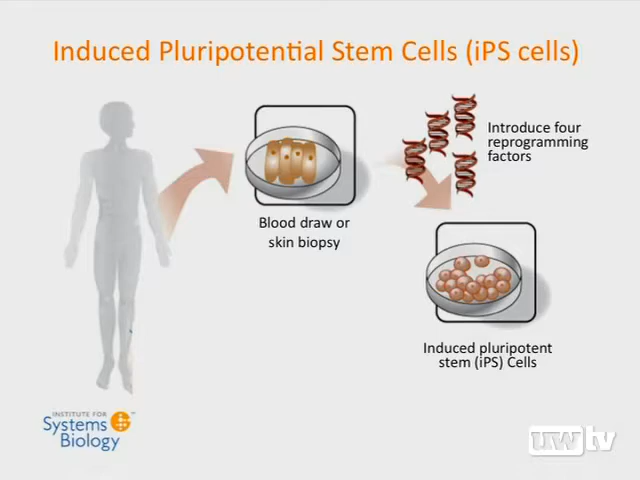 Induced Pluripotential Stem Cells (iPS cells)
Introduce four
reprogramming
factors
Blood draw or
skin biopsy
Induced pluripotent
stem (iPS) Cells
INSTITUTE FOR
Systems
Biology
uwtv